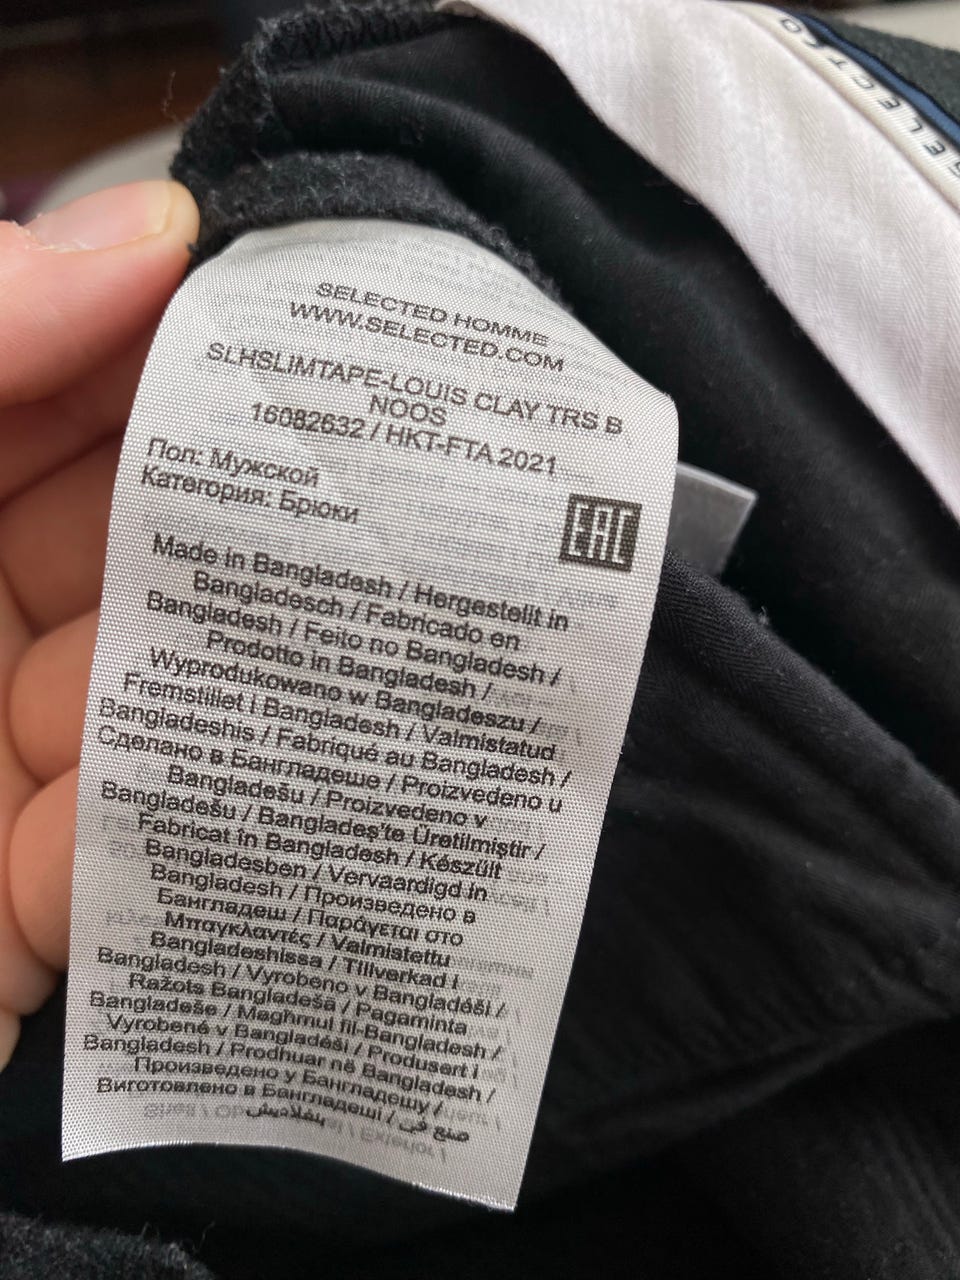 SELECTED
SELECTED HOMME
WWW.SELECTED.COM
SLHSLIMTAPE-LOUIS CLAY TRS B
NOOS
16082632 / HKT-FTA 2021
Пол: Мужской
Категория: Брюки
EAC
Made in Bangladesh / Hergestellt in
Bangladesch / Fabricado en
Bangladesh / Feito no Bangladesh /
Prodotto in Bangladesh /
Wyprodukowano w Bangladeszu /
Fremstillet i Bangladesh / Valmistatud
Bangladeshis / Fabriqué au Bangladesh /
Сделано в Бангладеше / Proizvedeno u
Bangladešu / Proizvedeno v
Bangladešu / Bangladeş'te Üretilmiştir /
Fabricat în Bangladesh / Készült
Bangladesben / Vervaardigd in
Bangladesh / Произведено в
Бангладеш / Παράγεται στο
Μπαγκλαντές / Valmistettu
Bangladeshissa / Tillverkad i
Bangladesh / Vyrobeno v Bangladéši /
Ražots Bangladešā / Pagaminta
Bangladeše / Maghmul fil-Bangladesh /
Vyrobené v Bangladéši / Produsert i
Bangladesh / Prodhuar në Bangladesh /
Произведено у Бангладешу /
Виготовлено в Бангладеші / صنع في
بنغلاديش